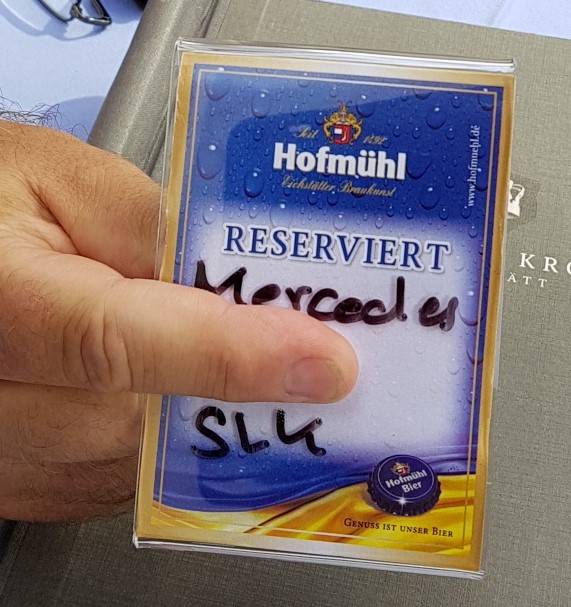 Seit 1492
Hofmühl
Eichstätter Braukunst
www.hofmuehl.de
RESERVIERT
Mercedes
SLK
Hofmühl
Bier
GENUSS IST UNSER BIER
KRO
ÄTT